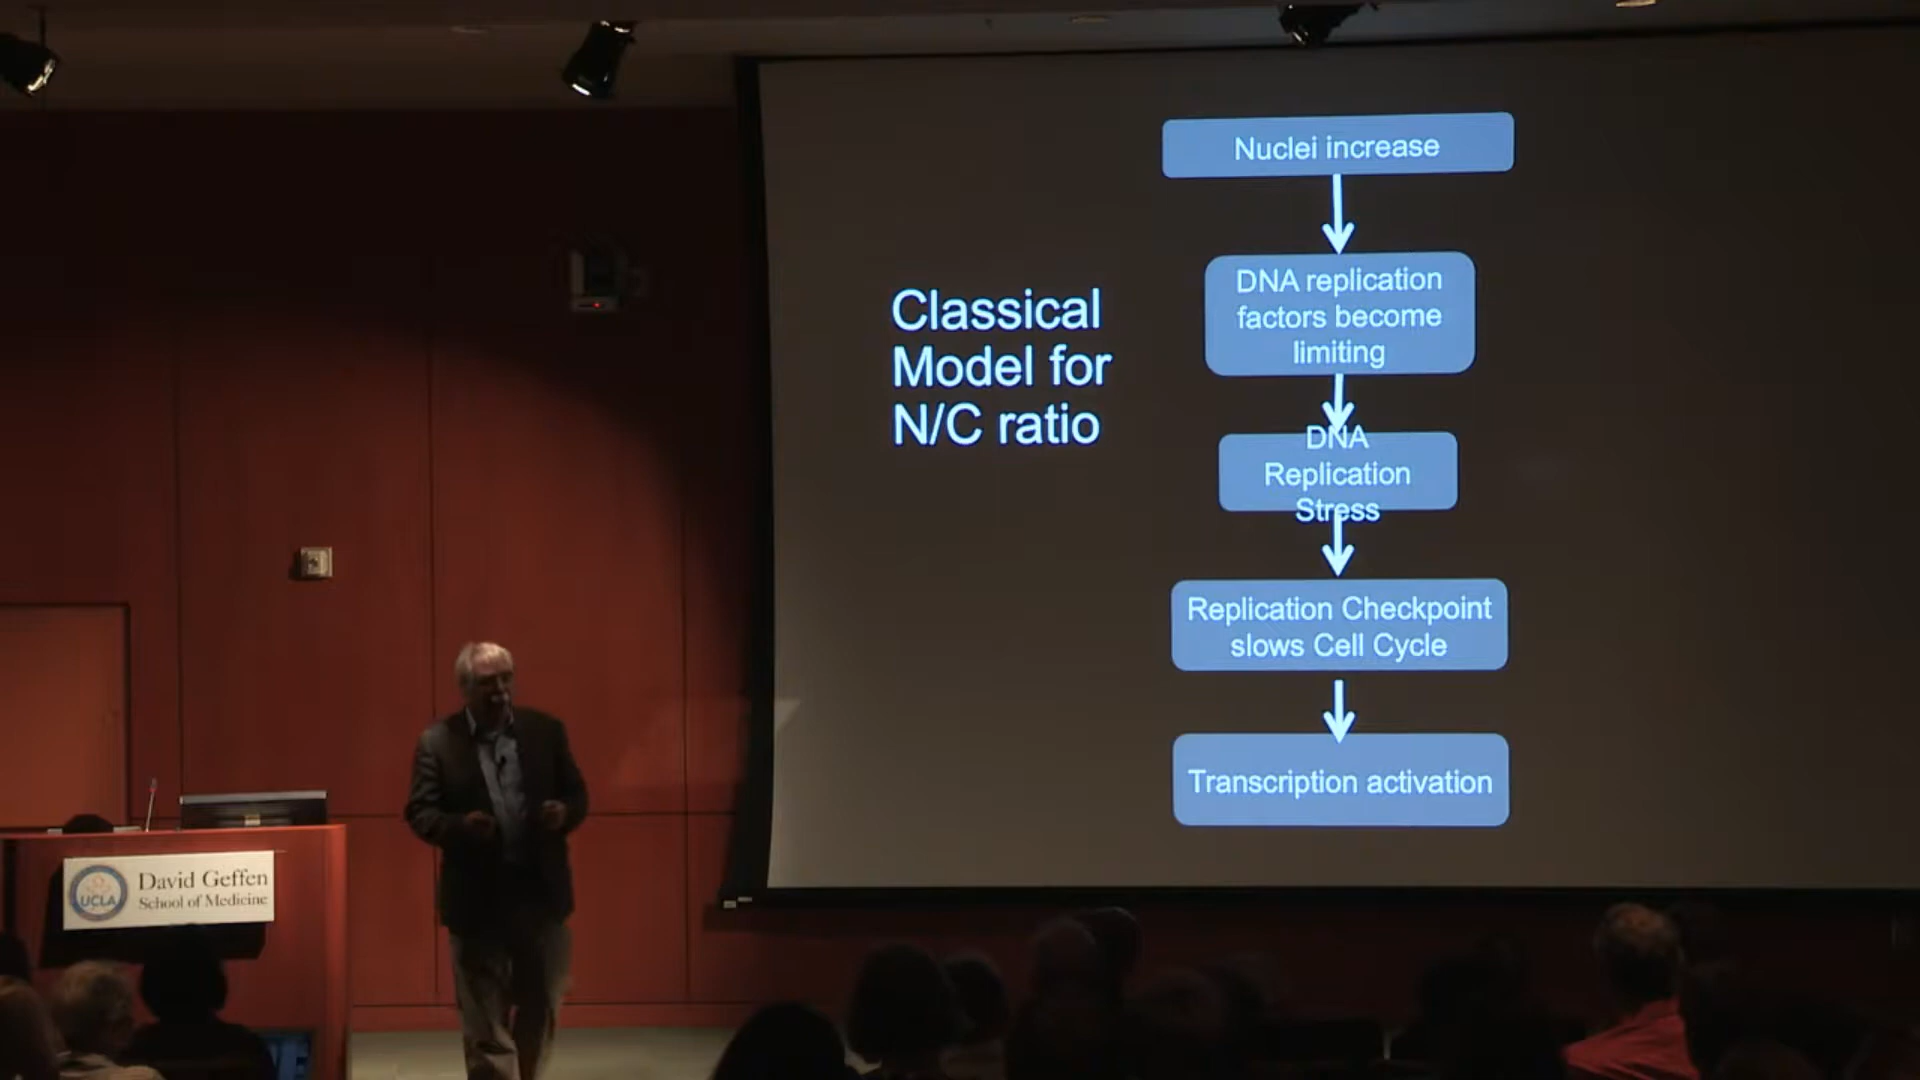 Nuclei increase
DNA replication
factors become
limiting
Classical
Model for
N/C ratio
DNA
Replication
Stress
Replication Checkpoint
slows Cell Cycle
Transcription activation
UCLA
David Geffen
School of Medicine